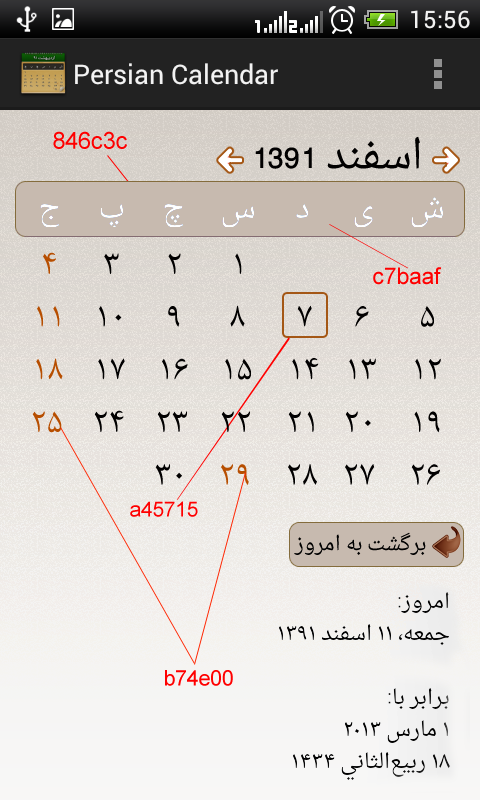 15:56
Persian Calendar
846c3c
اسفند 1391
ش ی د س چ پ ج
c7baaf
۱ ۲ ۳ ۴
۵ ۶ ۷ ۸ ۹ ۱۰ ۱۱
۱۲ ۱۳ ۱۴ ۱۵ ۱۶ ۱۷ ۱۸
۱۹ ۲۰ ۲۱ ۲۲ ۲۳ ۲۴ ۲۵
۲۶ ۲۷ ۲۸ ۲۹ ۳۰
a45715
برگشت به امروز
امروز:
جمعه، ۱۱ اسفند ۱۳۹۱
b74e00
برابر با:
۱ مارس ۲۰۱۳
۱۸ ربيع‌الثاني ۱۴۳۴